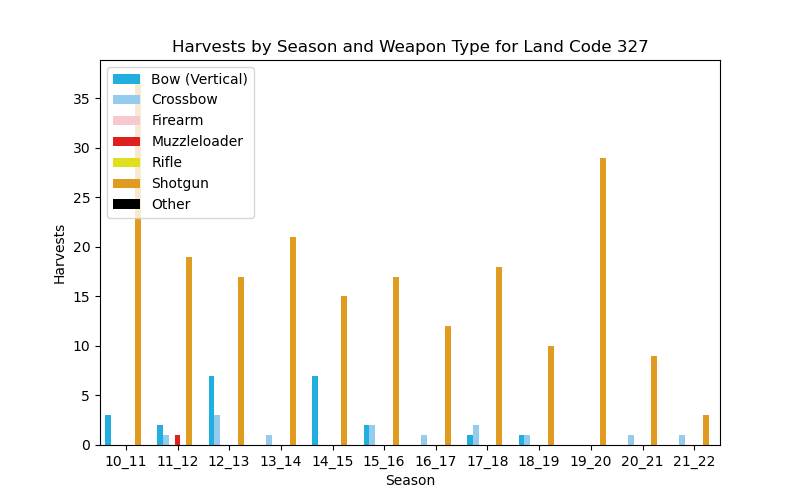 Harvests by Season and Weapon Type for Land Code 327
Bow (Vertical)
Crossbow
Firearm
Muzzleloader
Rifle
Shotgun
Other
35
30
25
20
15
10
5
0
Harvests
10_11 11_12 12_13 13_14 14_15 15_16 16_17 17_18 18_19 19_20 20_21 21_22
Season